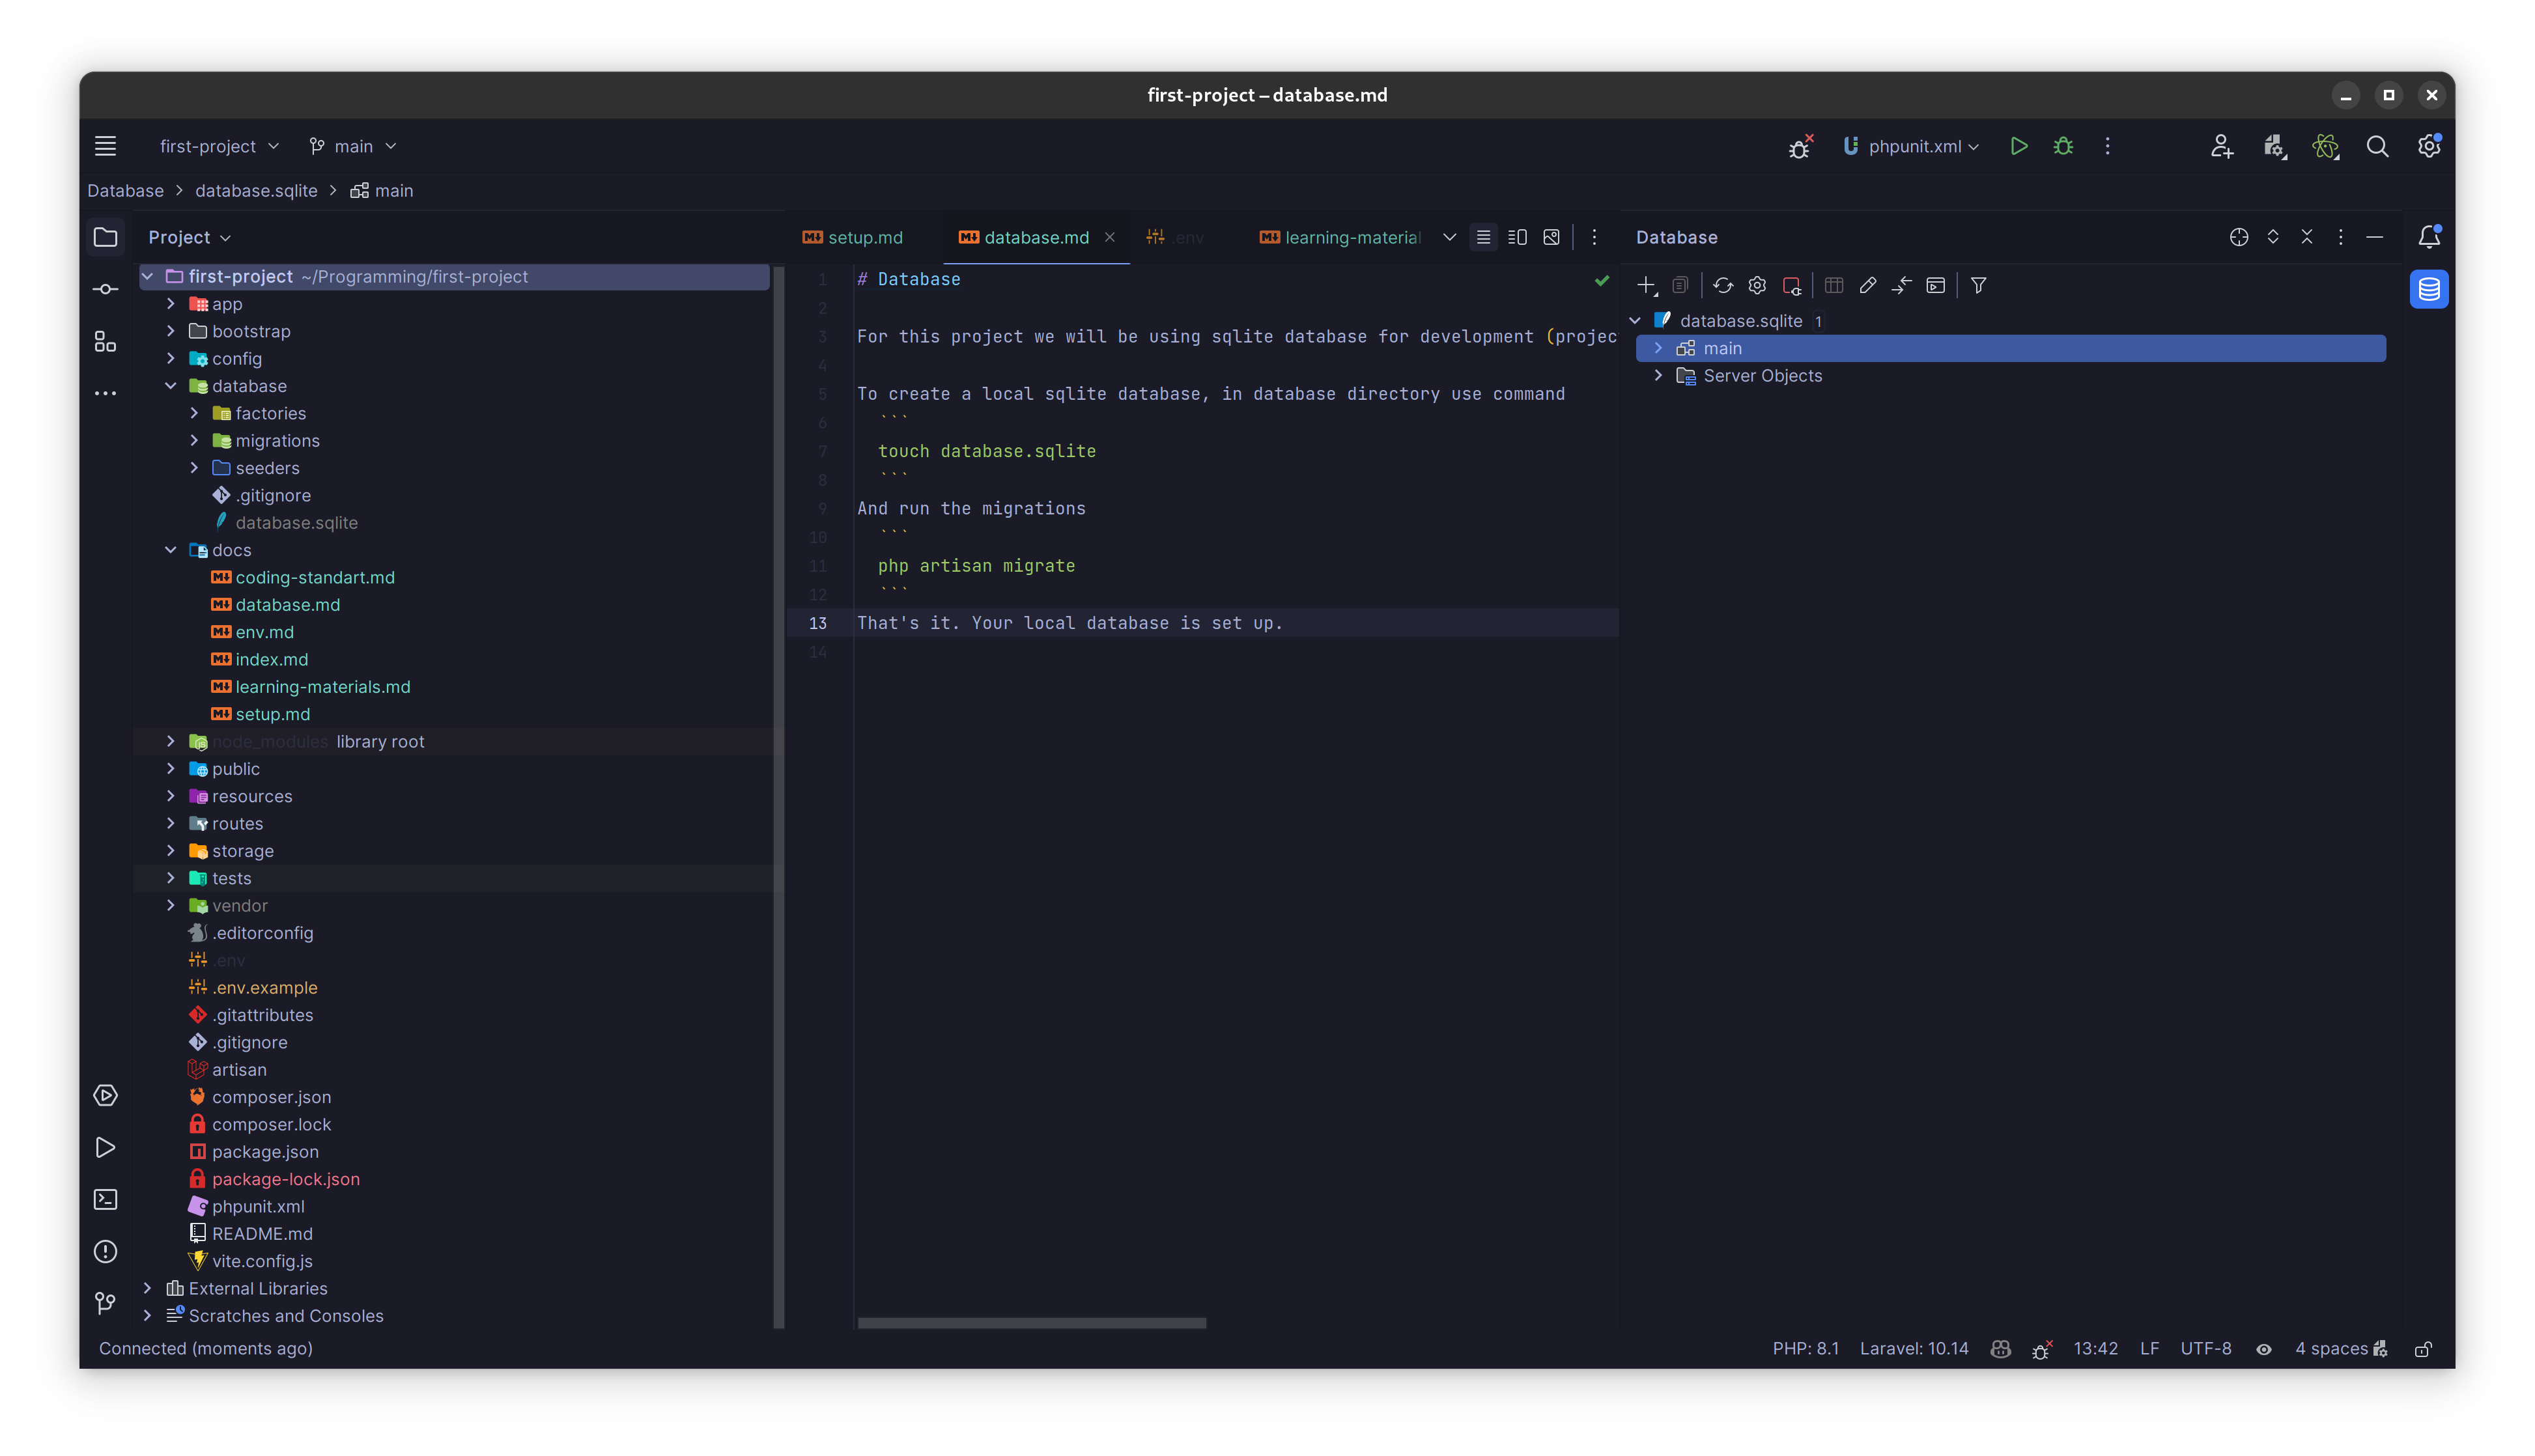 first-project – database.md
first-project
main
phpunit.xml
Database
database.sqlite
main
Project
first-project ~/Programming/first-project
app
bootstrap
config
database
factories
migrations
seeders
.gitignore
database.sqlite
docs
coding-standart.md
database.md
env.md
index.md
learning-materials.md
setup.md
node_modules library root
public
resources
routes
storage
tests
vendor
.editorconfig
.env
.env.example
.gitattributes
.gitignore
artisan
composer.json
composer.lock
package.json
package-lock.json
phpunit.xml
README.md
vite.config.js
External Libraries
Scratches and Consoles
setup.md
database.md
.env
learning-material
1 # Database
2
3 For this project we will be using sqlite database for development (projec
4
5 To create a local sqlite database, in database directory use command
6 ```
7 touch database.sqlite
8 ```
9 And run the migrations
10 ```
11 php artisan migrate
12 ```
13 That's it. Your local database is set up.
14
Database
database.sqlite 1
main
Server Objects
Connected (moments ago)
PHP: 8.1
Laravel: 10.14
13:42
LF
UTF-8
4 spaces